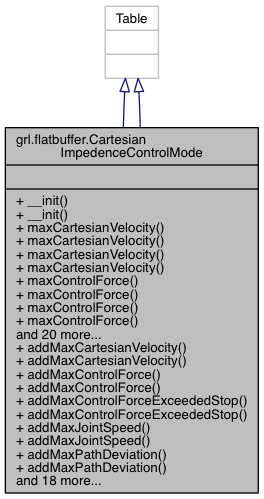 Table
grl.flatbuffer.Cartesian
ImpedenceControlMode
+ __init()
+ __init()
+ maxCartesianVelocity()
+ maxCartesianVelocity()
+ maxCartesianVelocity()
+ maxCartesianVelocity()
+ maxControlForce()
+ maxControlForce()
+ maxControlForce()
+ maxControlForce()
and 20 more...
+ addMaxCartesianVelocity()
+ addMaxCartesianVelocity()
+ addMaxControlForce()
+ addMaxControlForce()
+ addMaxControlForceExceededStop()
+ addMaxControlForceExceededStop()
+ addMaxJointSpeed()
+ addMaxJointSpeed()
+ addMaxPathDeviation()
+ addMaxPathDeviation()
and 18 more...